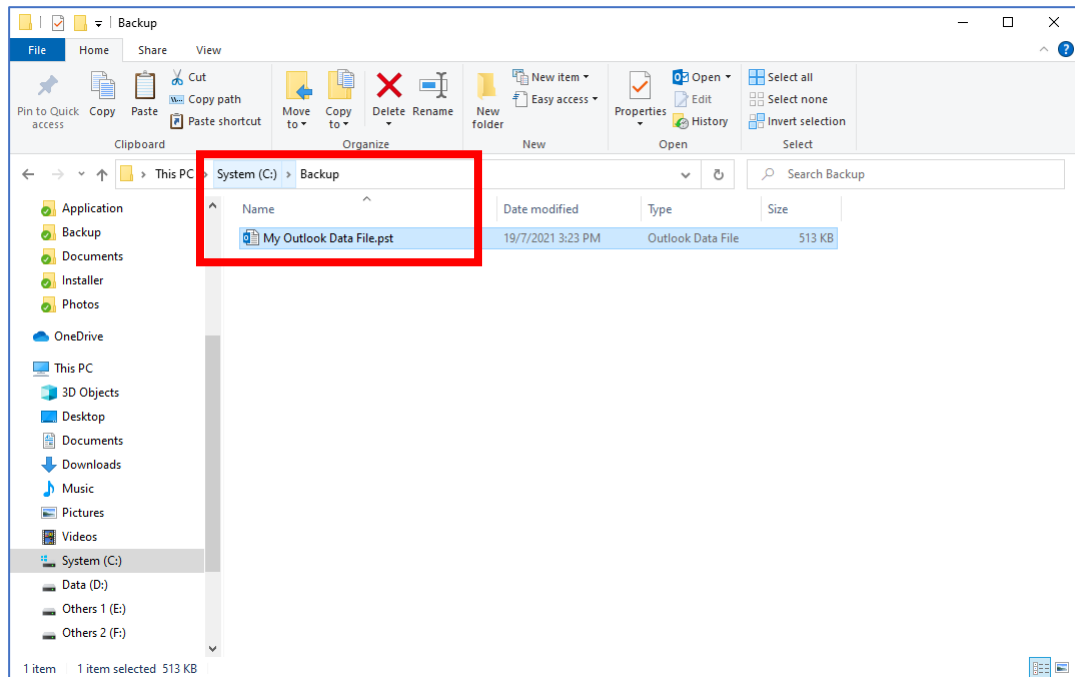 Backup
File Home Share View
Pin to Quick access
Copy
Paste
Cut
Copy path
Paste shortcut
Clipboard
Move to
Copy to
Delete
Rename
Organize
New folder
New item
Easy access
New
Properties
Open
Edit
History
Open
Select all
Select none
Invert selection
Select
This PC System (C:) Backup
Search Backup
Application
Backup
Documents
Installer
Photos
OneDrive
This PC
3D Objects
Desktop
Documents
Downloads
Music
Pictures
Videos
System (C:)
Data (D:)
Others 1 (E:)
Others 2 (F:)
Name Date modified Type Size
My Outlook Data File.pst 19/7/2021 3:23 PM Outlook Data File 513 KB
1 item 1 item selected 513 KB